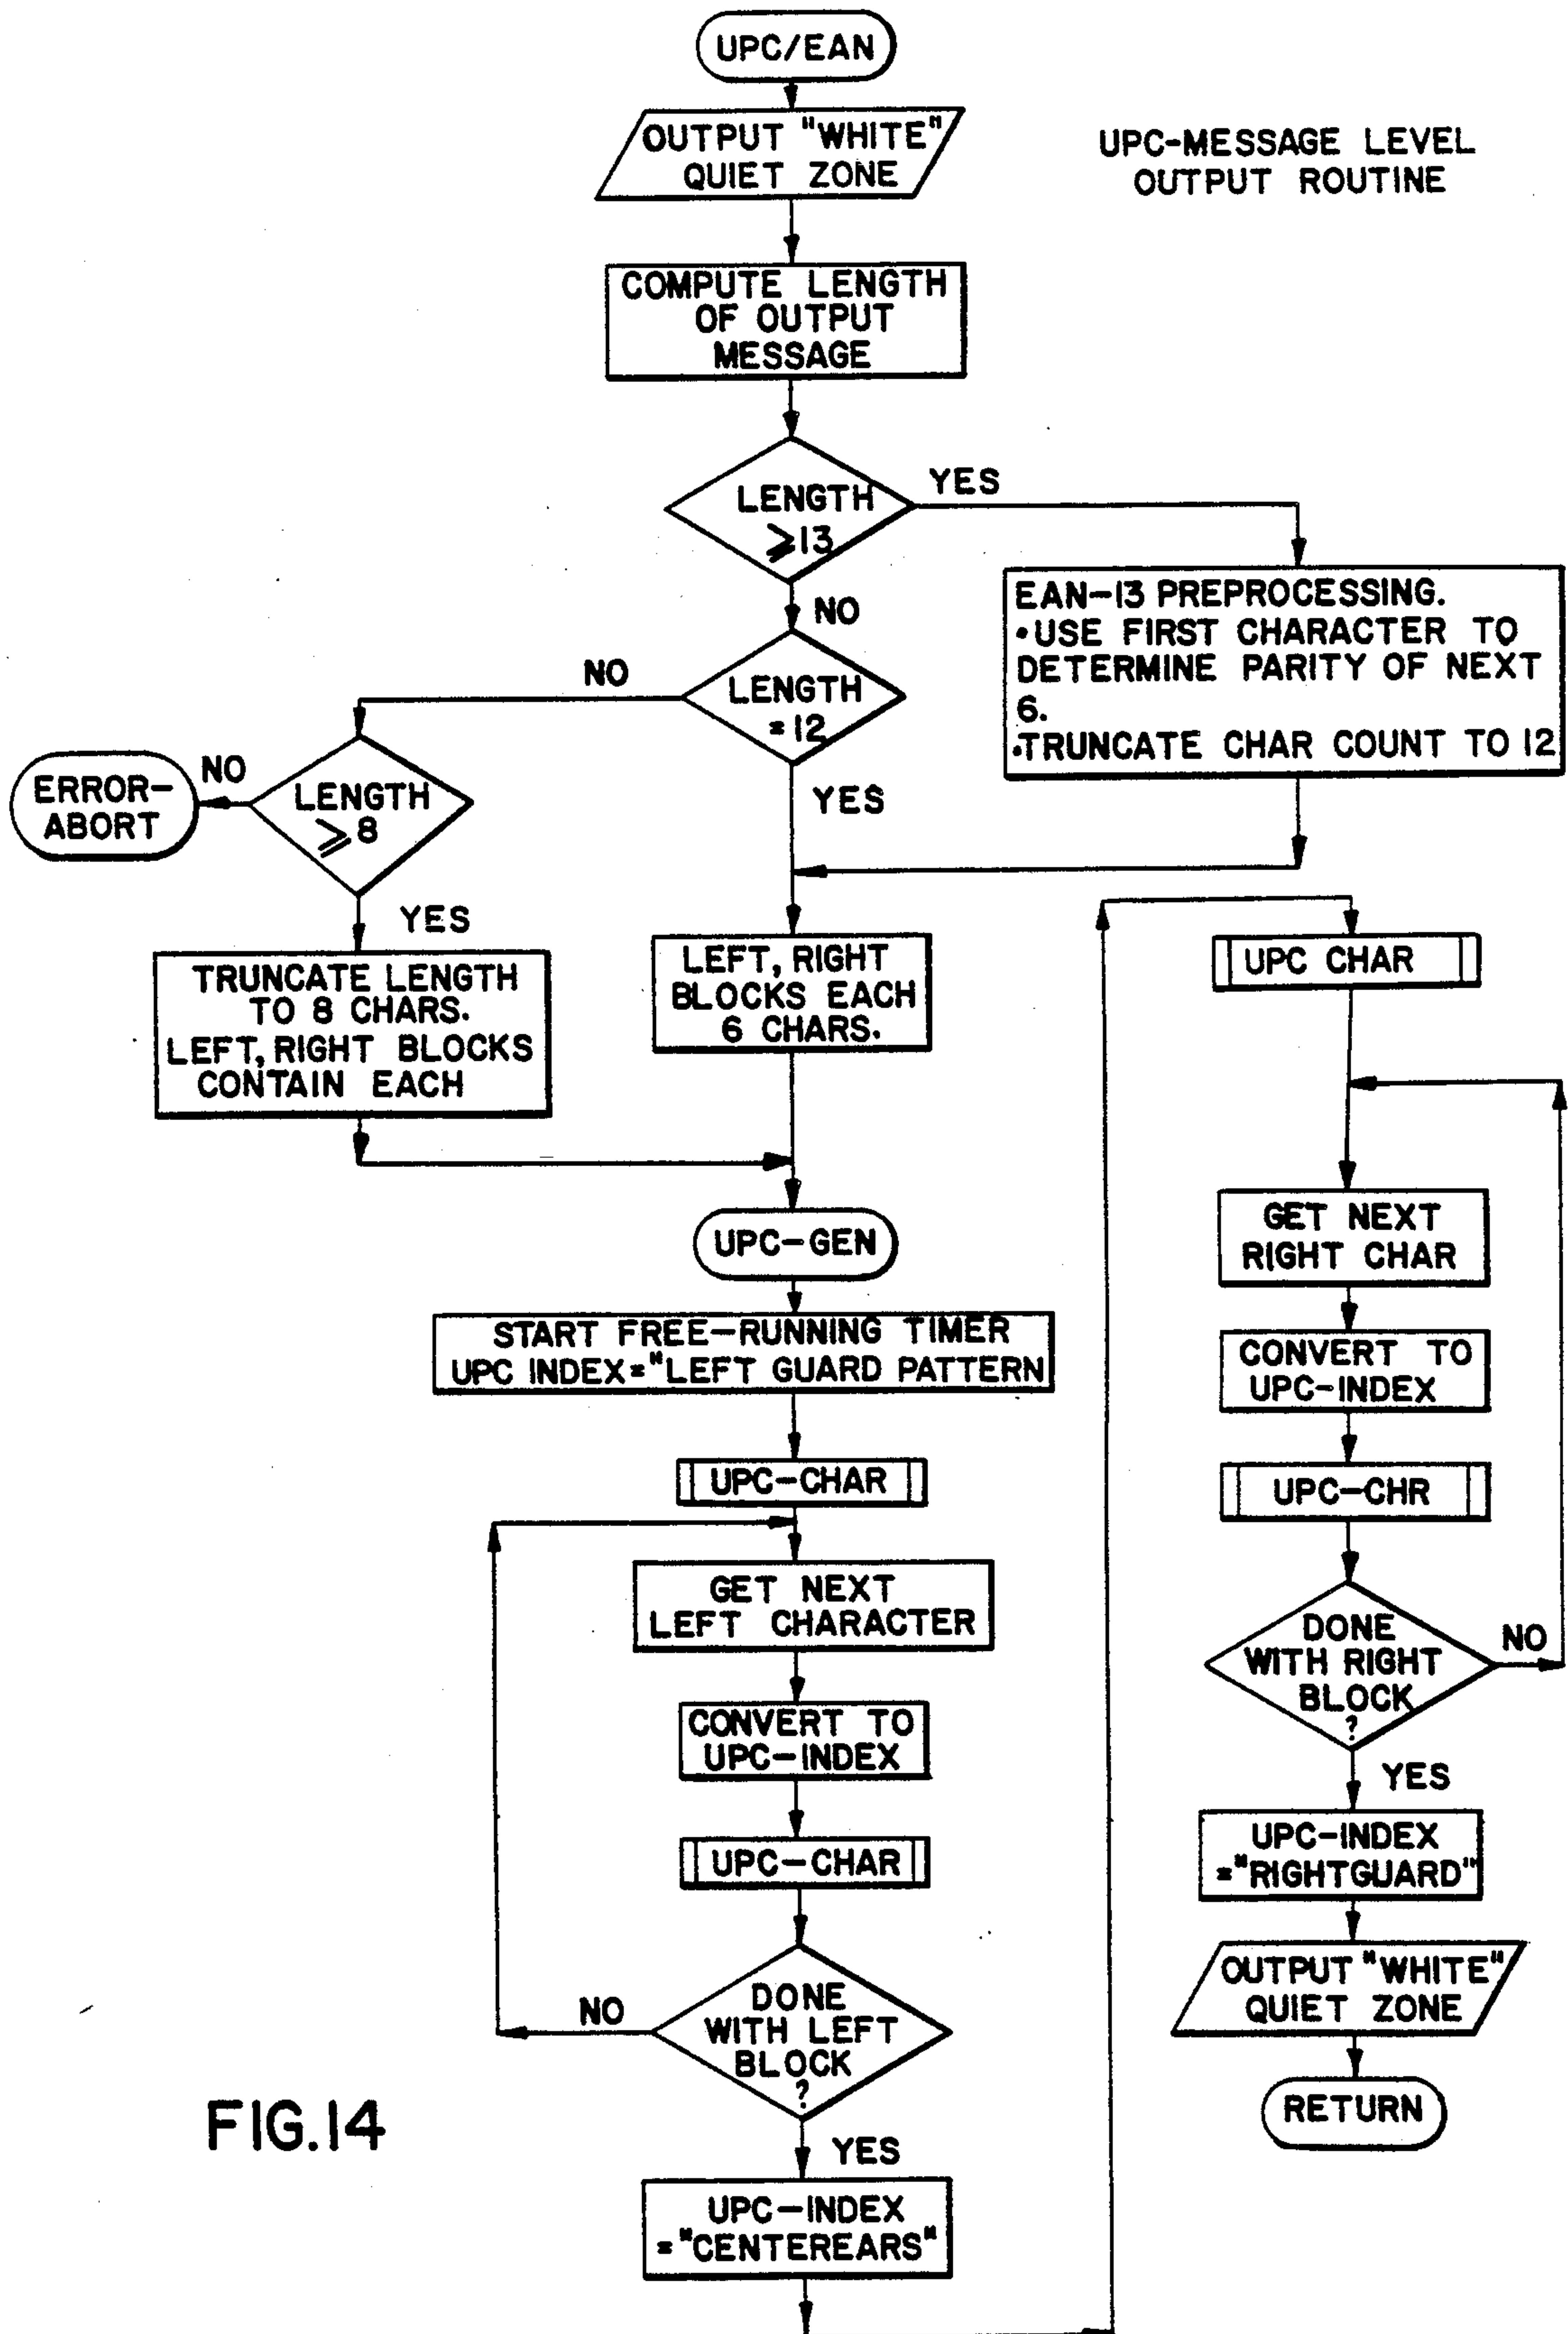 UPC/EAN
OUTPUT "WHITE"
QUIET ZONE
UPC-MESSAGE LEVEL
OUTPUT ROUTINE
COMPUTE LENGTH
OF OUTPUT
MESSAGE
LENGTH
≥13
YES
NO
EAN-13 PREPROCESSING.
•USE FIRST CHARACTER TO
DETERMINE PARITY OF NEXT
6.
•TRUNCATE CHAR COUNT TO 12
LENGTH
=12
NO
YES
LENGTH
≥8
NO
ERROR-
ABORT
YES
TRUNCATE LENGTH
TO 8 CHARS.
LEFT, RIGHT BLOCKS
CONTAIN EACH
LEFT, RIGHT
BLOCKS EACH
6 CHARS.
UPC-GEN
START FREE-RUNNING TIMER
UPC INDEX="LEFT GUARD PATTERN
UPC-CHAR
GET NEXT
LEFT CHARACTER
CONVERT TO
UPC-INDEX
UPC-CHAR
DONE
WITH LEFT
BLOCK
?
NO
YES
UPC-INDEX
="CENTEREARS"
UPC CHAR
GET NEXT
RIGHT CHAR
CONVERT TO
UPC-INDEX
UPC-CHR
DONE
WITH RIGHT
BLOCK
?
NO
YES
UPC-INDEX
="RIGHTGUARD"
OUTPUT "WHITE"
QUIET ZONE
RETURN
FIG.14